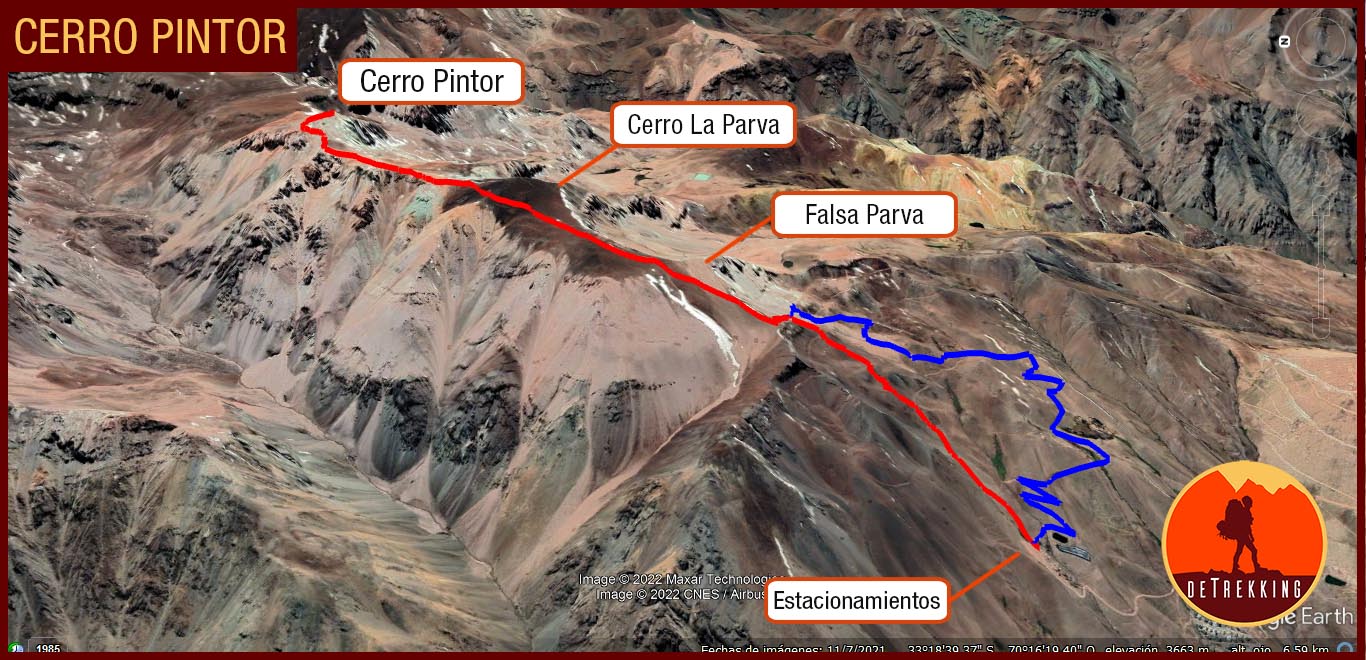 CERRO PINTOR
N
Cerro Pintor
Cerro La Parva
Falsa Parva
Estacionamientos
Image © 2022 Maxar Technologies
Image © 2022 CNES / Airbus
DETREKKING
Earth
1985
Fechas de imágenes: 11/7/2021 33°18'39.37" S 70°16'19.40" O elevación 3663 m alt. ojo 6.59 km